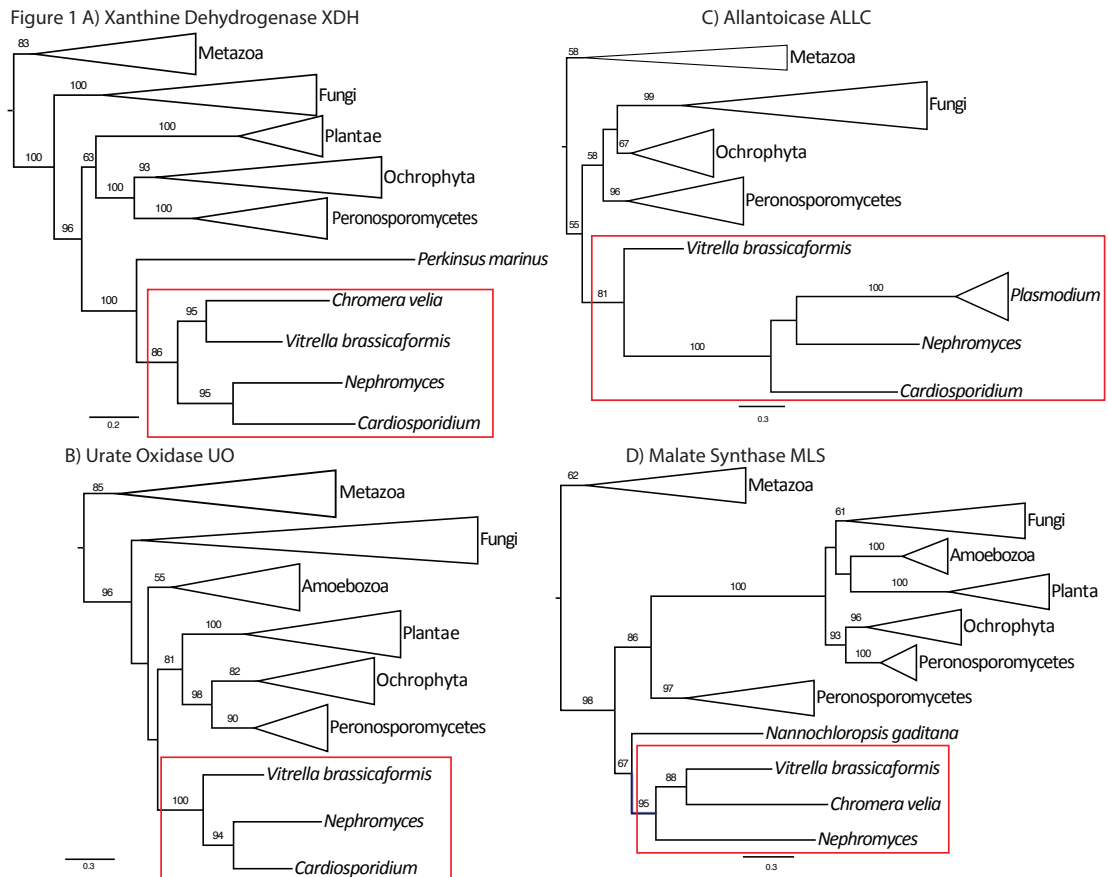 Figure 1 A) Xanthine Dehydrogenase XDH
83
Metazoa
100
Fungi
100
Plantae
100
63
93
Ochrophyta
100
100
Peronosporomycetes
96
Perkinsus marinus
100
Chromera velia
95
Vitrella brassicaformis
86
Nephromyces
95
Cardiosporidium
0.2
B) Urate Oxidase UO
85
Metazoa
Fungi
96
55
Amoebozoa
100
Plantae
81
82
Ochrophyta
98
90
Peronosporomycetes
Vitrella brassicaformis
100
Nephromyces
94
Cardiosporidium
0.3
C) Allantoicase ALLC
58
Metazoa
99
Fungi
67
Ochrophyta
58
96
Peronosporomycetes
55
Vitrella brassicaformis
81
100
Plasmodium
Nephromyces
100
Cardiosporidium
0.3
D) Malate Synthase MLS
62
Metazoa
61
Fungi
100
Amoebozoa
100
Planta
100
96
Ochrophyta
93
100
Peronosporomycetes
86
97
Peronosporomycetes
98
Nannochloropsis gaditana
67
Vitrella brassicaformis
88
Chromera velia
95
Nephromyces
0.3